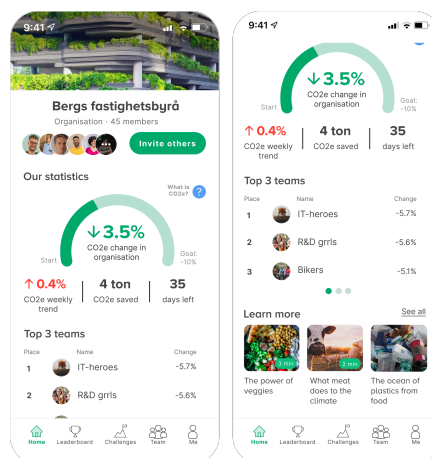 9:41
Bergs fastighetsbyrå
Organisation · 45 members
Invite others
Our statistics
What is
CO2e?
?
↓3.5%
CO2e change in
organisation
Start
Goal:
-10%
↑0.4%
CO2e weekly
trend
4 ton
CO2e saved
35
days left
Top 3 teams
Place
Name
Change
1
IT-heroes
-5.7%
2
R&D grrls
-5.6%
Home
Leaderboard
Challenges
Team
Me
9:41
↓3.5%
CO2e change in
organisation
Start
Goal:
-10%
↑0.4%
CO2e weekly
trend
4 ton
CO2e saved
35
days left
Top 3 teams
Place
Name
Change
1
IT-heroes
-5.7%
2
R&D grrls
-5.6%
3
Bikers
-5.1%
Learn more
See all
3 min
2 min
The power of
veggies
What meat
does to the
climate
The ocean of
plastics from
food
Home
Leaderboard
Challenges
Team
Me